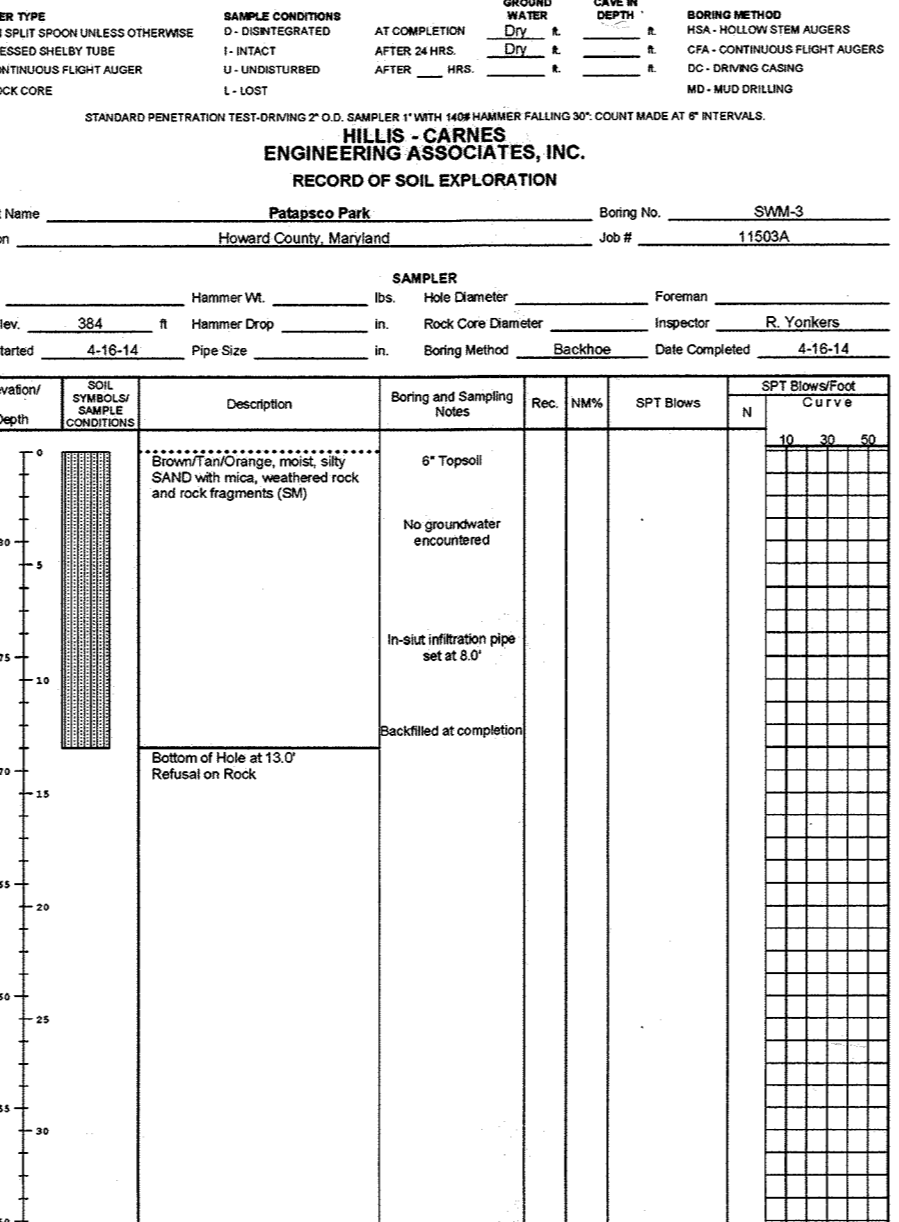 ER TYPE SAMPLE CONDITIONS GROUND WATER CAVE IN DEPTH BORING METHOD
SPLIT SPOON UNLESS OTHERWISE D - DISINTEGRATED AT COMPLETION Dry ft. ft. HSA - HOLLOW STEM AUGERS
ESSED SHELBY TUBE I - INTACT AFTER 24 HRS. Dry ft. ft. CFA - CONTINUOUS FLIGHT AUGERS
NTINUOUS FLIGHT AUGER U - UNDISTURBED AFTER ____ HRS. ft. ft. DC - DRIVING CASING
OCK CORE L - LOST MD - MUD DRILLING
STANDARD PENETRATION TEST-DRIVING 2" O.D. SAMPLER 1' WITH 140# HAMMER FALLING 30": COUNT MADE AT 6" INTERVALS.
HILLIS - CARNES
ENGINEERING ASSOCIATES, INC.
RECORD OF SOIL EXPLORATION
t Name Patapsco Park Boring No. SWM-3
on Howard County, Maryland Job # 11503A
SAMPLER
Hammer Wt. lbs. Hole Diameter Foreman
lev. 384 ft Hammer Drop in. Rock Core Diameter Inspector R. Yonkers
tarted 4-16-14 Pipe Size in. Boring Method Backhoe Date Completed 4-16-14
evation/
Depth
SOIL
SYMBOLS/
SAMPLE
CONDITIONS
Description
Boring and Sampling
Notes
Rec.
NM%
SPT Blows
SPT Blows/Foot
N
Curve
10 30 50
0
Brown/Tan/Orange, moist, silty
SAND with mica, weathered rock
and rock fragments (SM)
6" Topsoil
No groundwater
encountered
80
5
In-siut infiltration pipe
set at 8.0'
75
10
Backfilled at completion
Bottom of Hole at 13.0'
Refusal on Rock
70
15
65
20
60
25
55
30
50